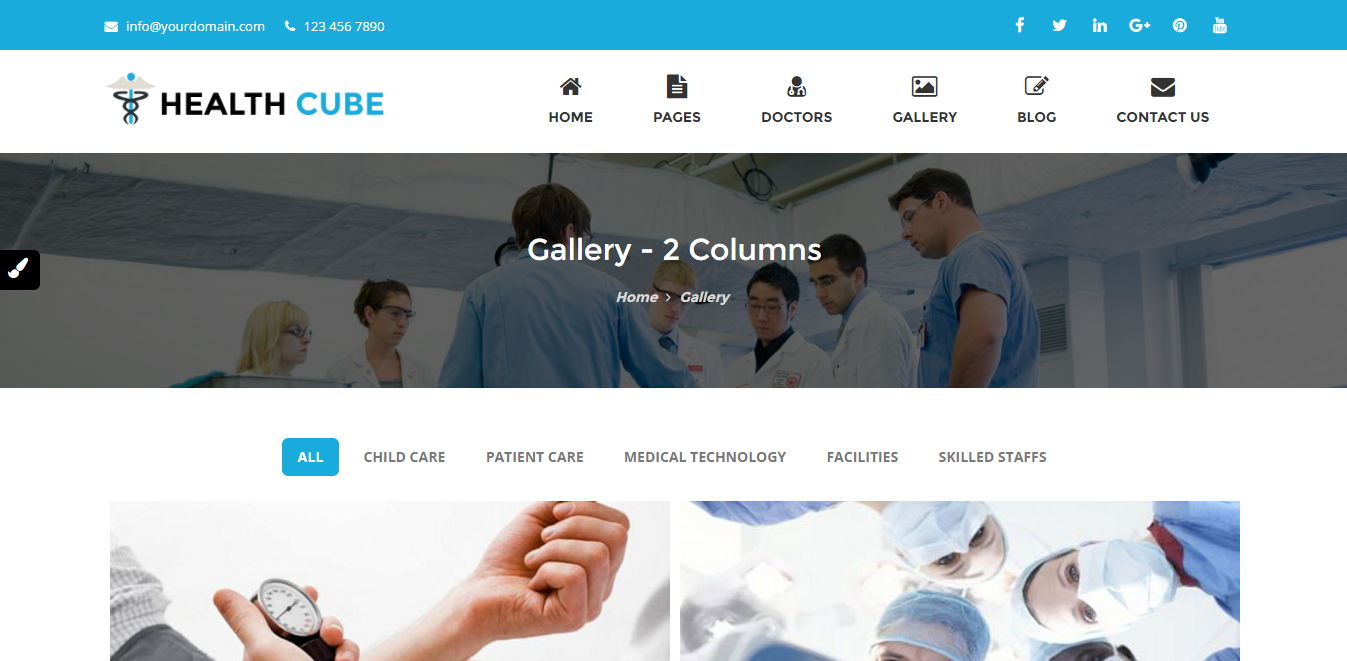 info@yourdomain.com 123 456 7890
HEALTH CUBE
HOME PAGES DOCTORS GALLERY BLOG CONTACT US
Gallery - 2 Columns
Home > Gallery
ALL CHILD CARE PATIENT CARE MEDICAL TECHNOLOGY FACILITIES SKILLED STAFFS